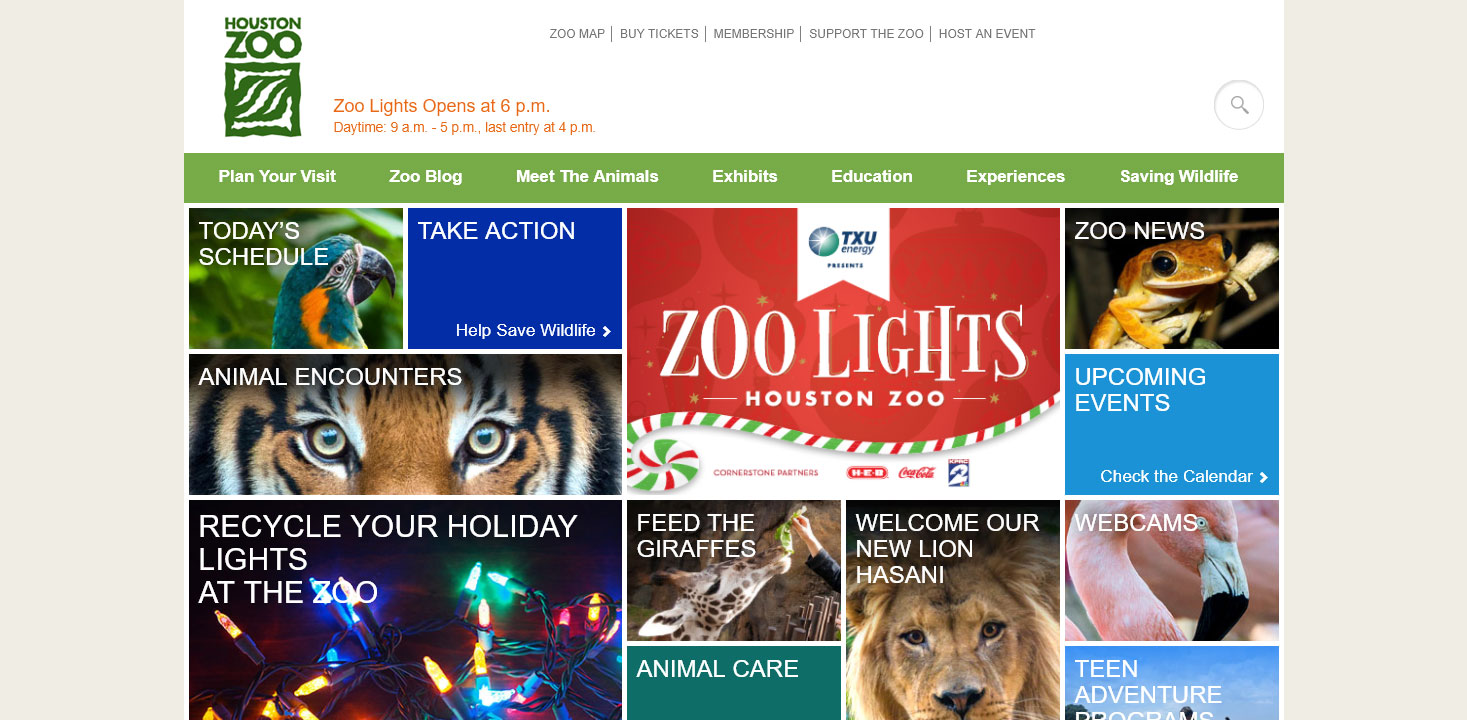 HOUSTON
ZOO
ZOO MAP
BUY TICKETS
MEMBERSHIP
SUPPORT THE ZOO
HOST AN EVENT
Zoo Lights Opens at 6 p.m.
Daytime: 9 a.m. - 5 p.m., last entry at 4 p.m.
Plan Your Visit
Zoo Blog
Meet The Animals
Exhibits
Education
Experiences
Saving Wildlife
TODAY'S
SCHEDULE
TAKE ACTION
Help Save Wildlife
TXU
energy
PRESENTS
ZOO LIGHTS
HOUSTON ZOO
CORNERSTONE PARTNERS
H-E-B
Coca-Cola
KPRC
2
ZOO NEWS
ANIMAL ENCOUNTERS
UPCOMING
EVENTS
Check the Calendar
RECYCLE YOUR HOLIDAY
LIGHTS
AT THE ZOO
FEED THE
GIRAFFES
WELCOME OUR
NEW LION
HASANI
WEBCAMS
ANIMAL CARE
TEEN
ADVENTURE
PROGRAMS